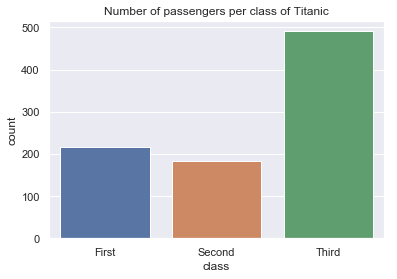 Number of passengers per class of Titanic
500
400
300
200
100
0
count
First Second Third
class